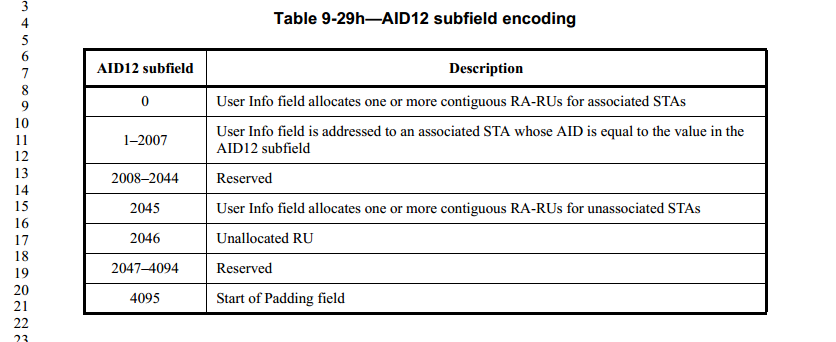 3
4
5
6
7
8
9
10
11
12
13
14
15
16
17
18
19
20
21
22
23
Table 9-29h—AID12 subfield encoding
AID12 subfield Description
0 User Info field allocates one or more contiguous RA-RUs for associated STAs
1–2007 User Info field is addressed to an associated STA whose AID is equal to the value in the
AID12 subfield
2008–2044 Reserved
2045 User Info field allocates one or more contiguous RA-RUs for unassociated STAs
2046 Unallocated RU
2047–4094 Reserved
4095 Start of Padding field